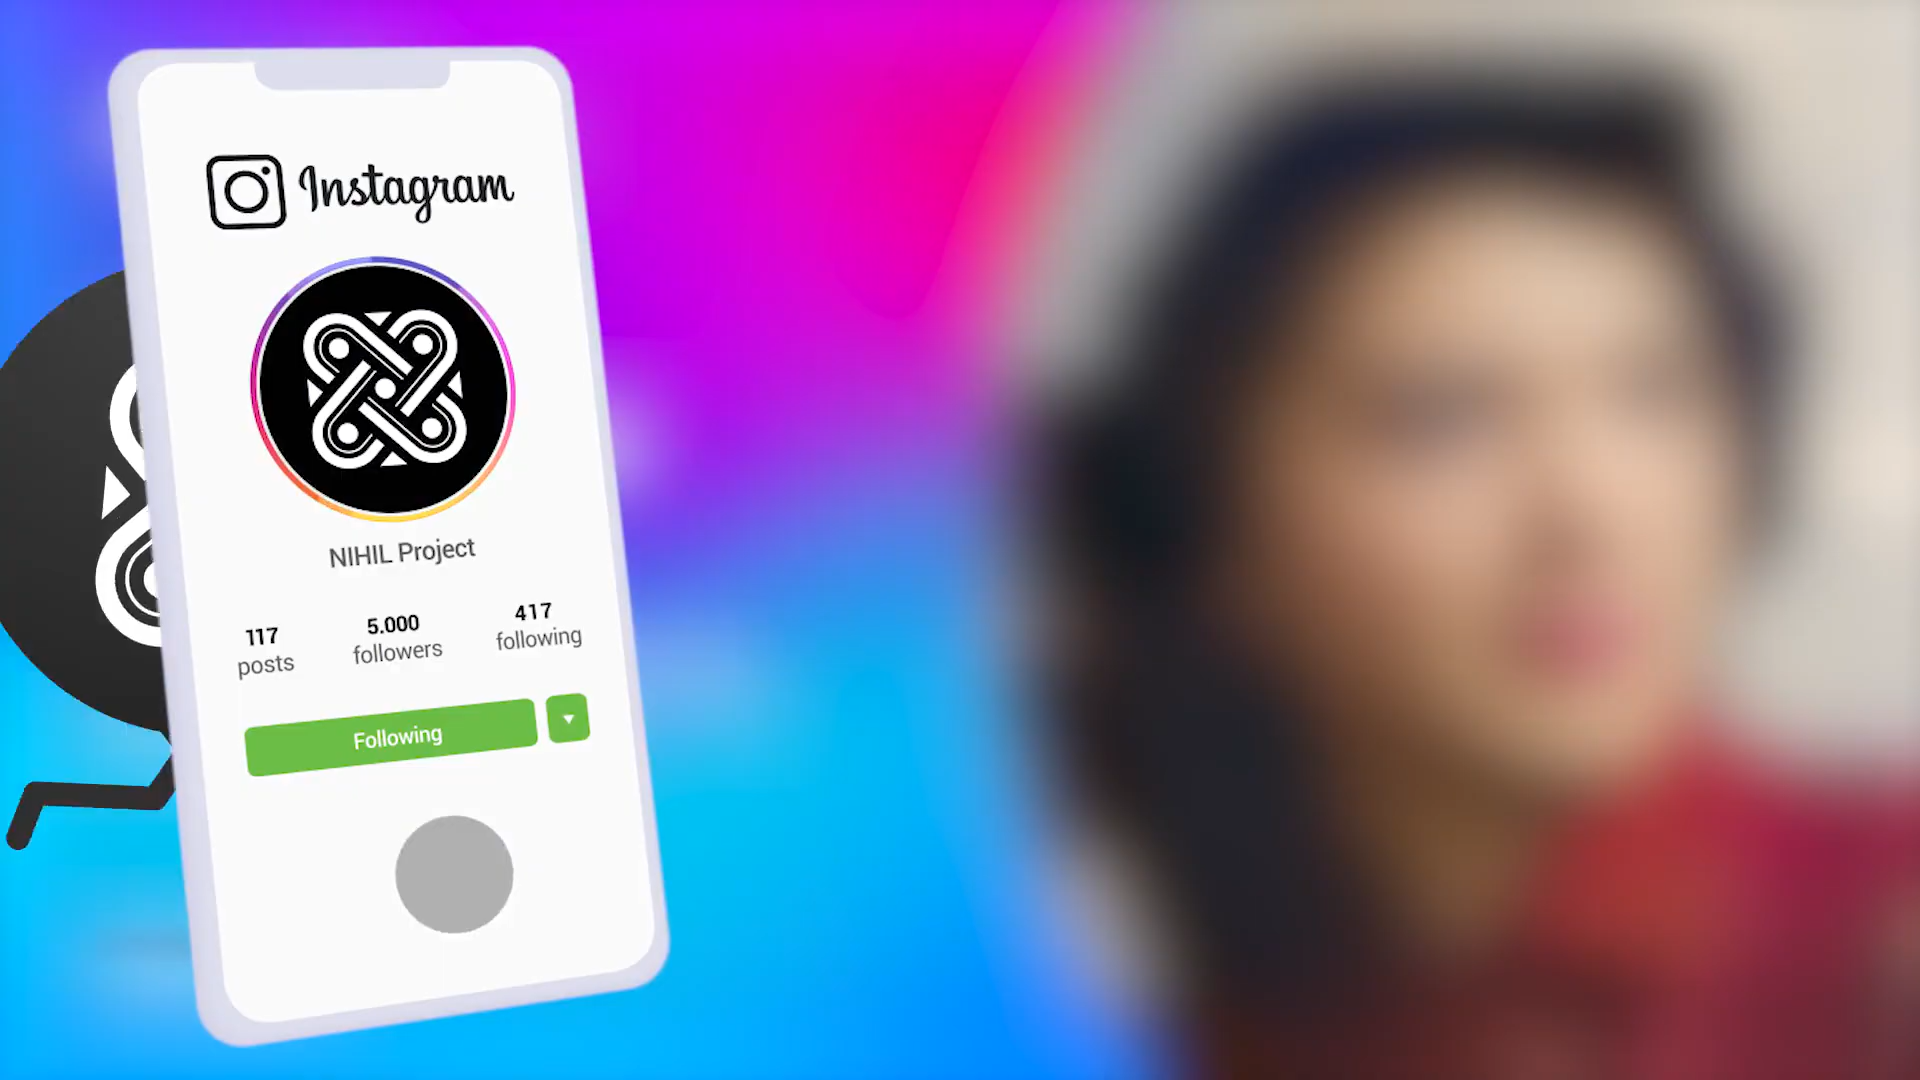 Instagram
NIHIL Project
117 posts
5.000 followers
417 following
Following